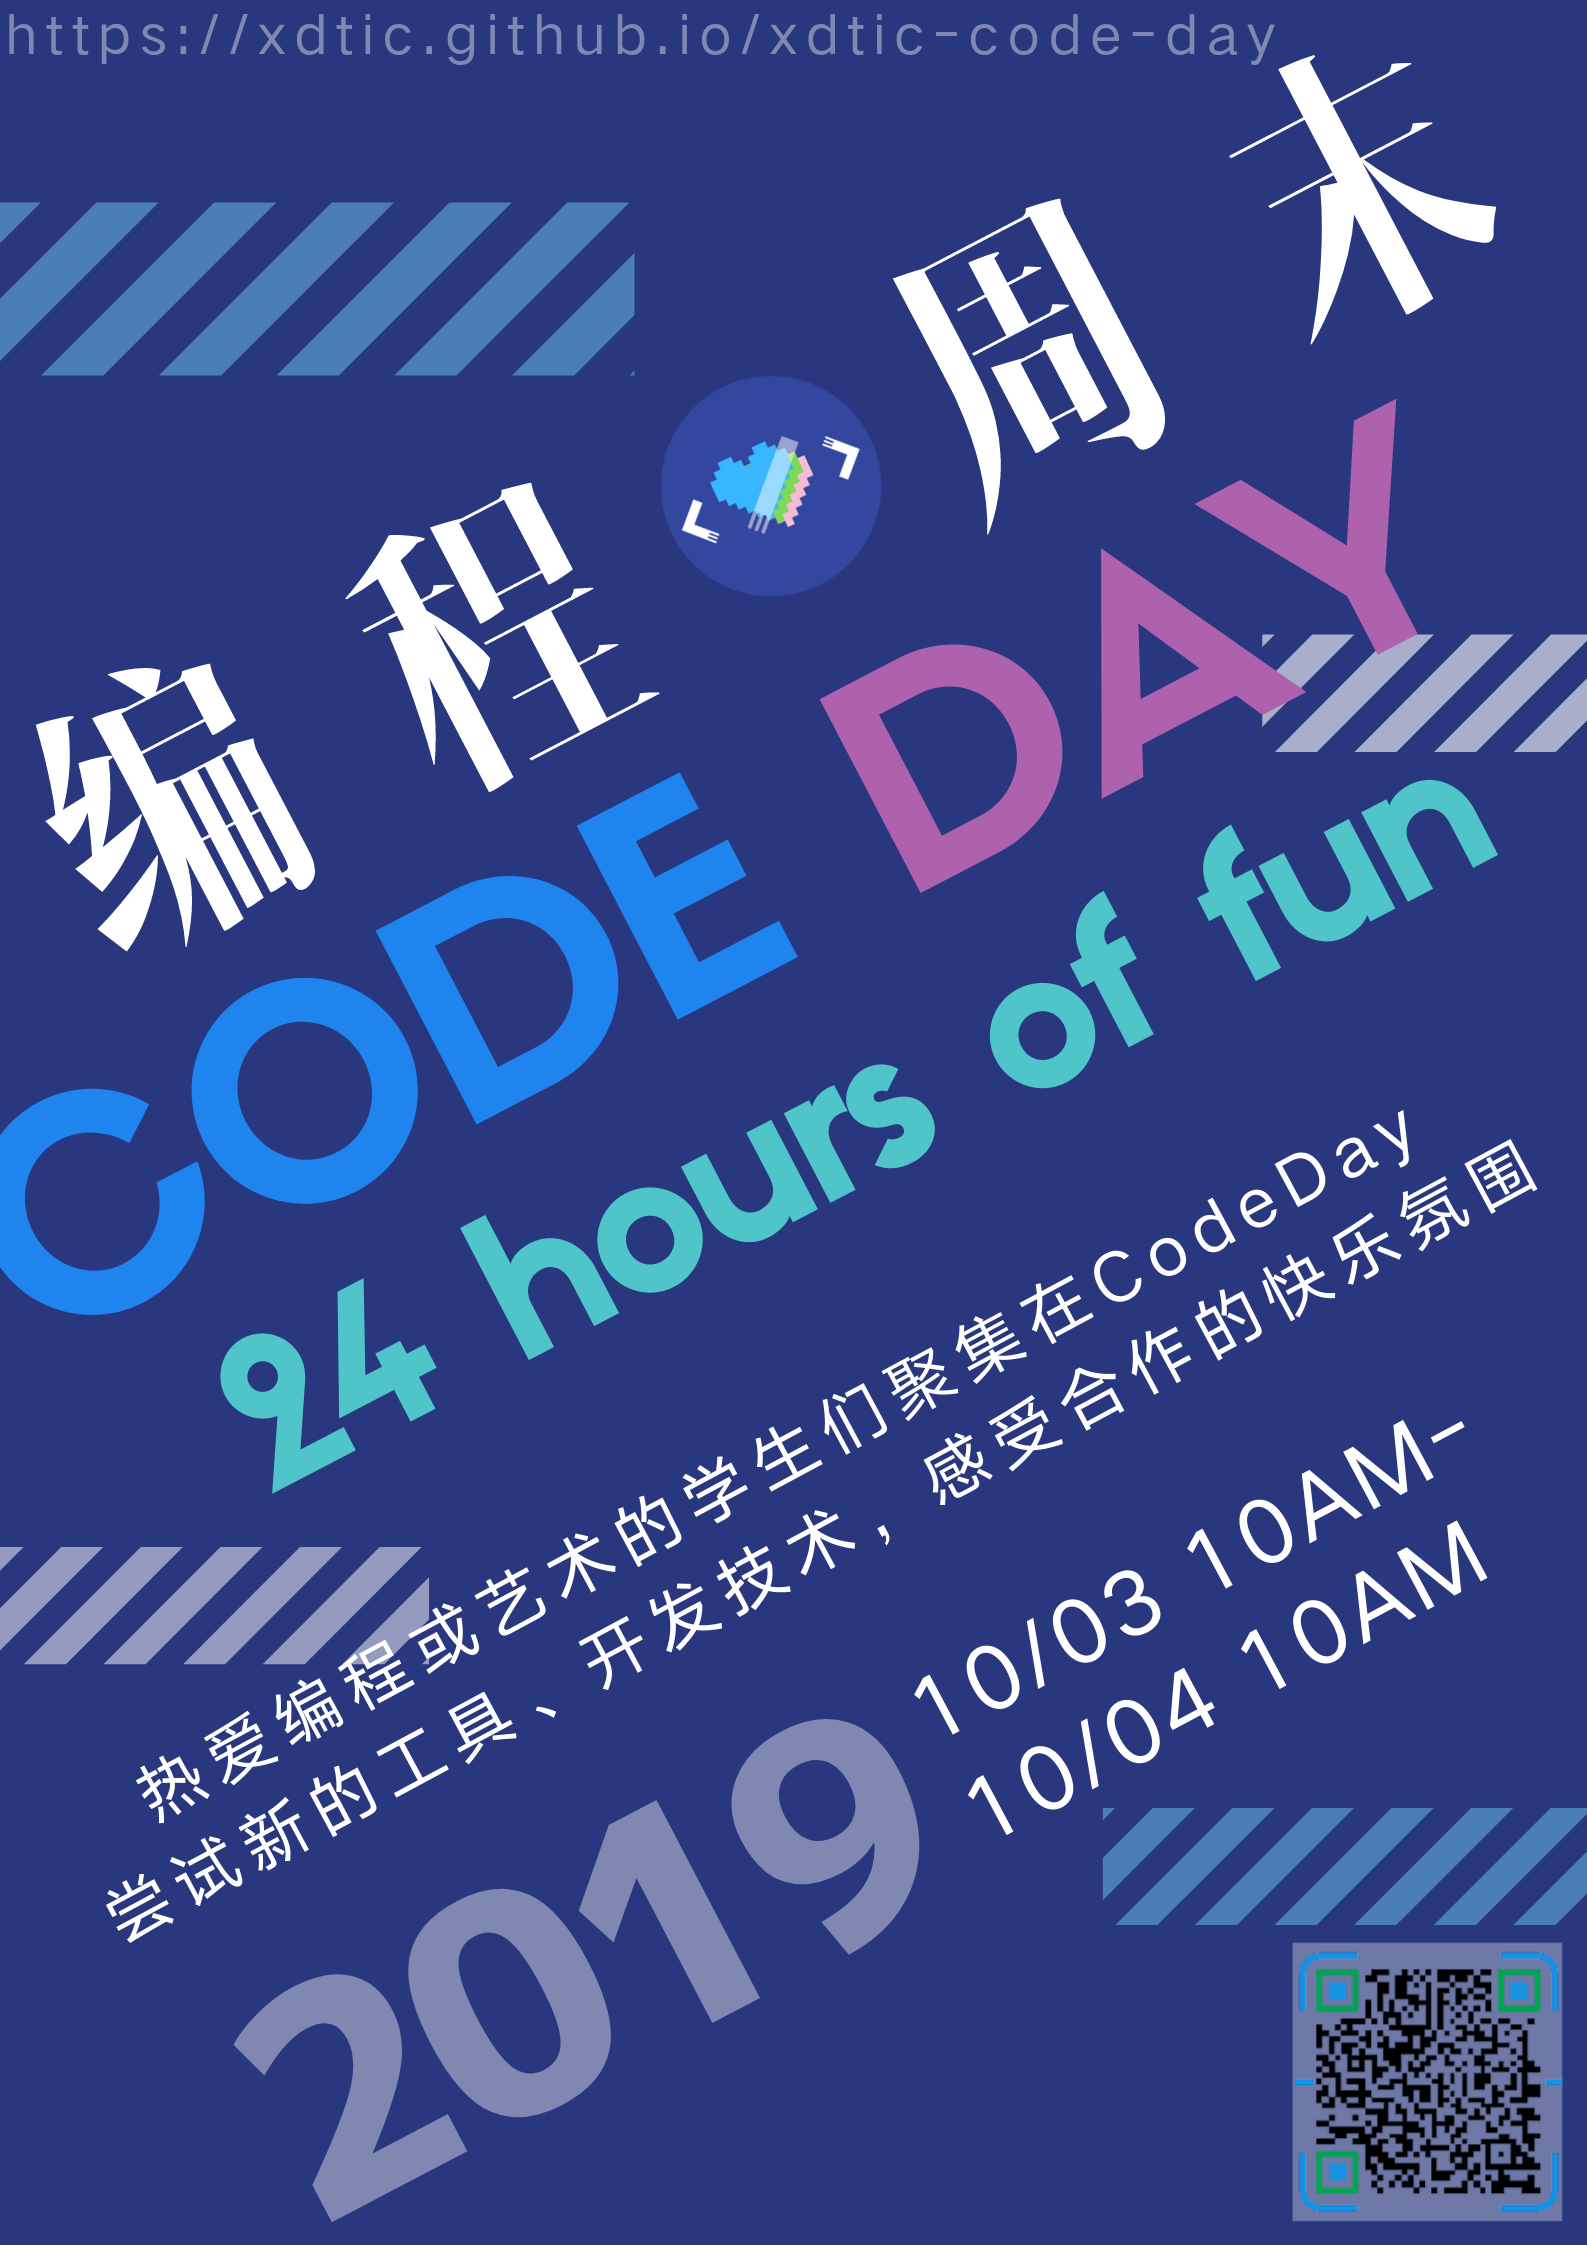 https://xdtic.github.io/xdtic-code-day
编程周末
CODE DAY
24 hours of fun
热爱编程或艺术的学生们聚集在CodeDay
尝试新的工具、开发技术，感受合作的快乐氛围
10/03 10AM-
10/04 10AM
2019